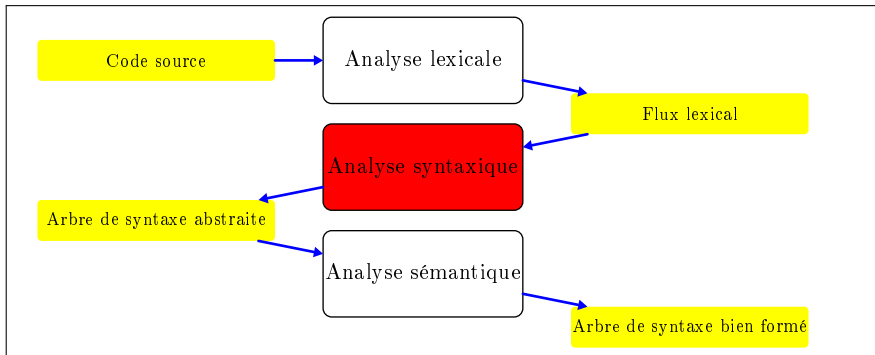 Code source
Analyse lexicale
Flux lexical
Analyse syntaxique
Arbre de syntaxe abstraite
Analyse sémantique
Arbre de syntaxe bien formé